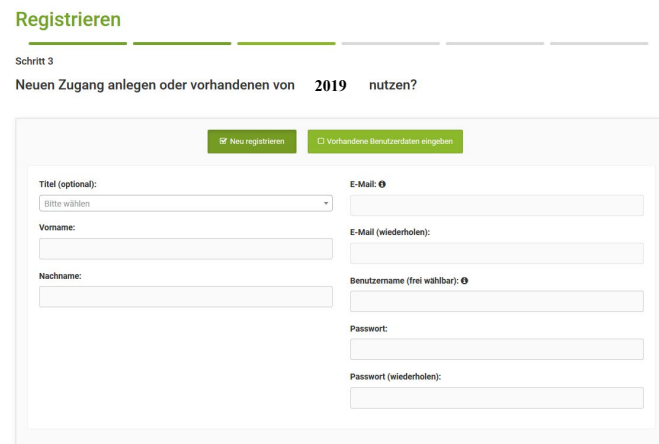 Registrieren
Schritt 3
Neuen Zugang anlegen oder vorhandenen von 2019 nutzen?
Neu registrieren
Vorhandene Benutzerdaten eingeben
Titel (optional):
Bitte wählen
Vorname:
Nachname:
E-Mail:
E-Mail (wiederholen):
Benutzername (frei wählbar):
Passwort:
Passwort (wiederholen):